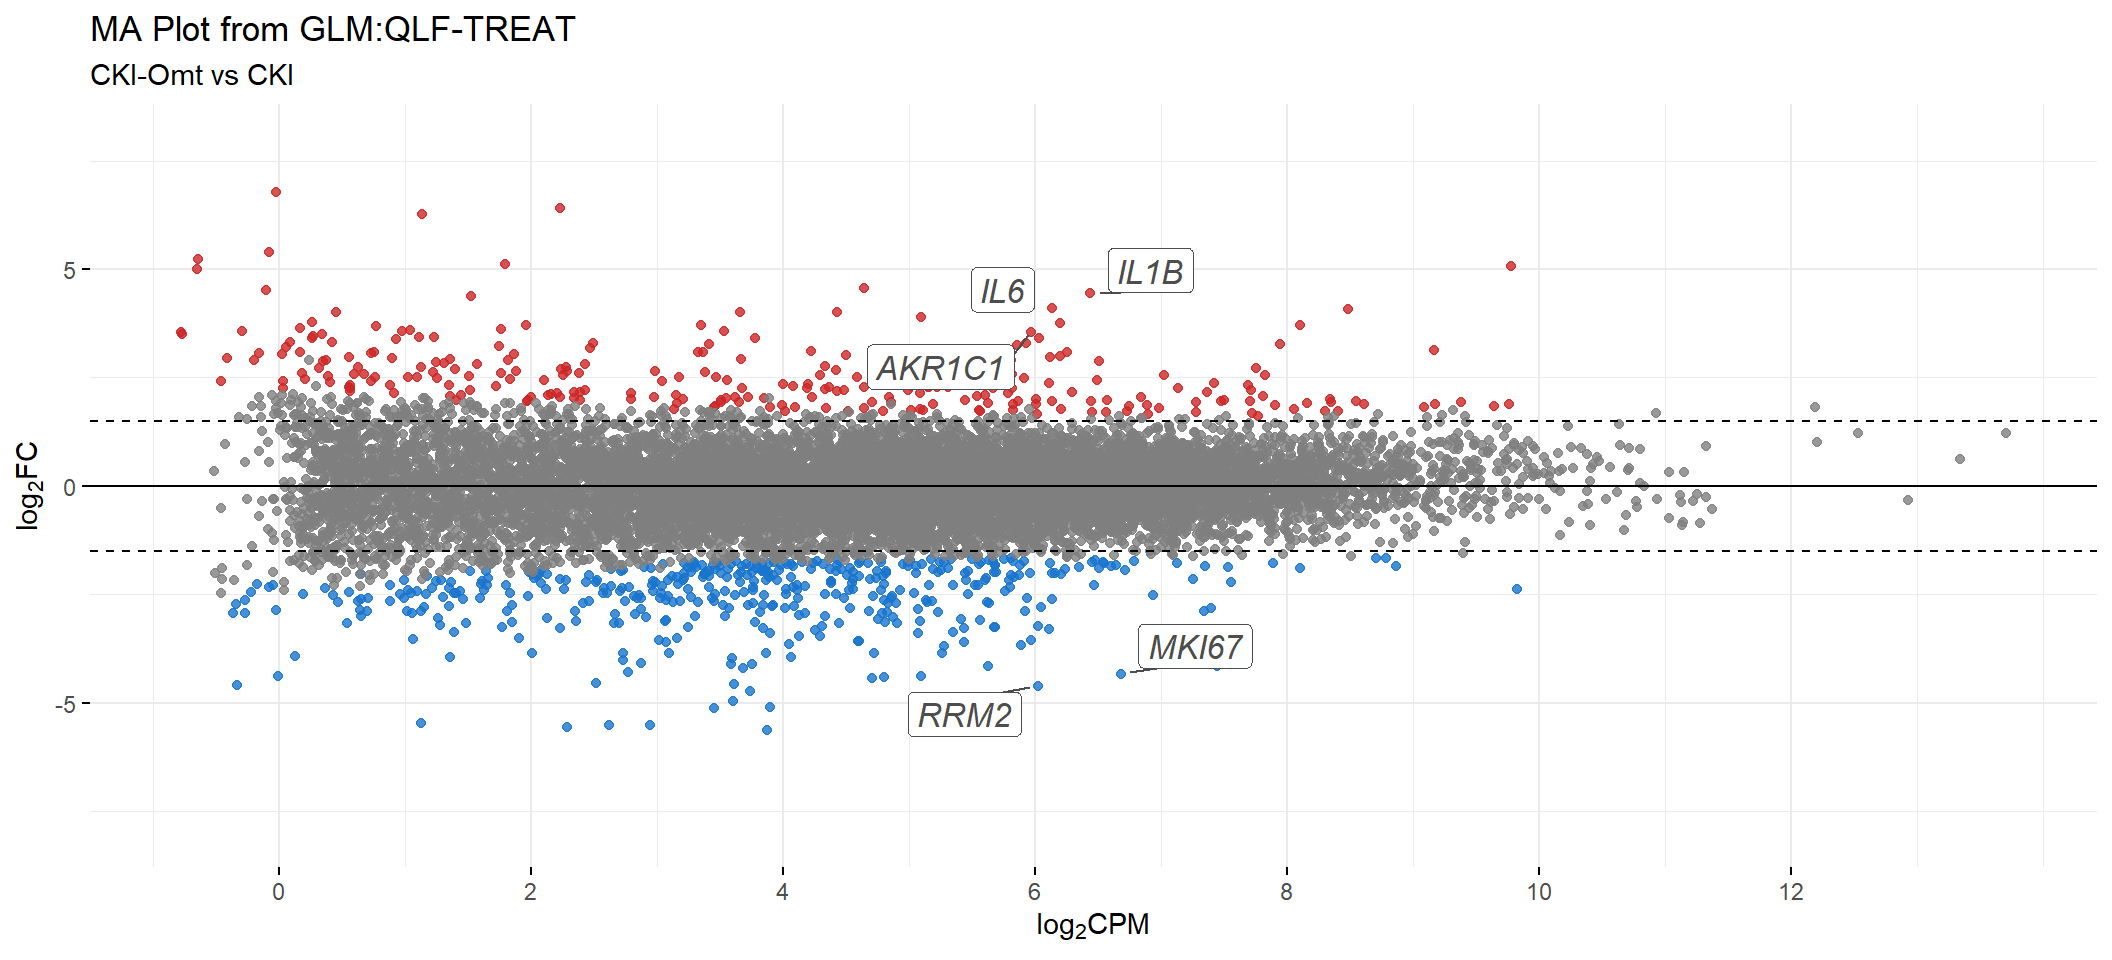 MA Plot from GLM:QLF-TREAT
CKI-Omt vs CKI
log2FC
5
0
-5
IL6
IL1B
AKR1C1
MKI67
RRM2
0 2 4 6 8 10 12
log2CPM